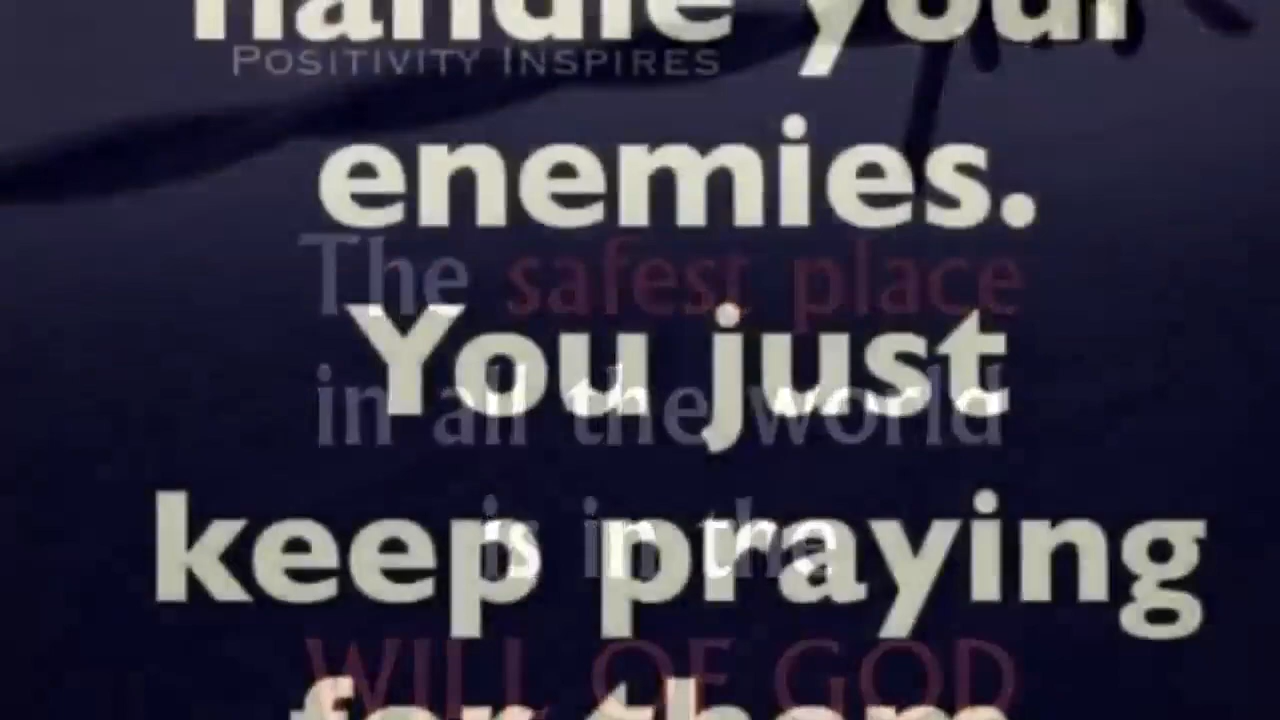 handle your
POSITIVITY INSPIRES
enemies.
The safest place
You just
in all the world
keep praying
is in the
WILL OF GOD
for them